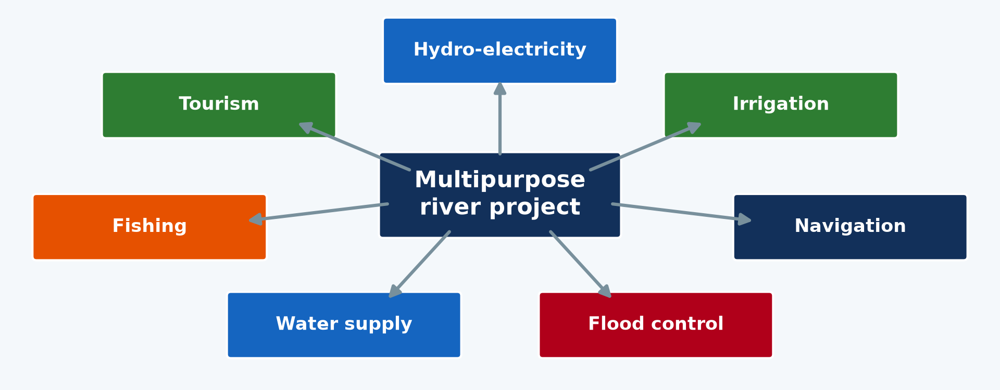 Hydro-electricity
Tourism
Irrigation
Multipurpose
river project
Fishing
Navigation
Water supply
Flood control